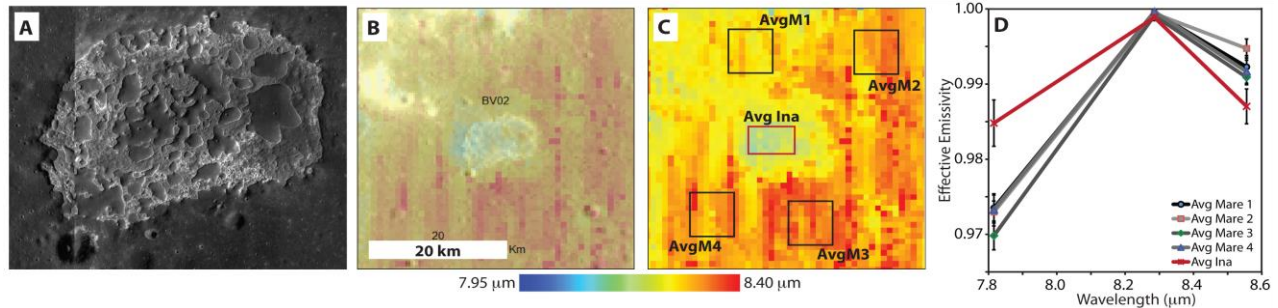 A
B
BV02
20
20 km
Km
C
AvgM1
AvgM2
Avg Ina
AvgM4
AvgM3
7.95 μm
8.40 μm
D
Effective Emissivity
1.00
0.99
0.98
0.97
7.8
8.0
8.2
8.4
8.6
Wavelength (μm)
Avg Mare 1
Avg Mare 2
Avg Mare 3
Avg Mare 4
Avg Ina